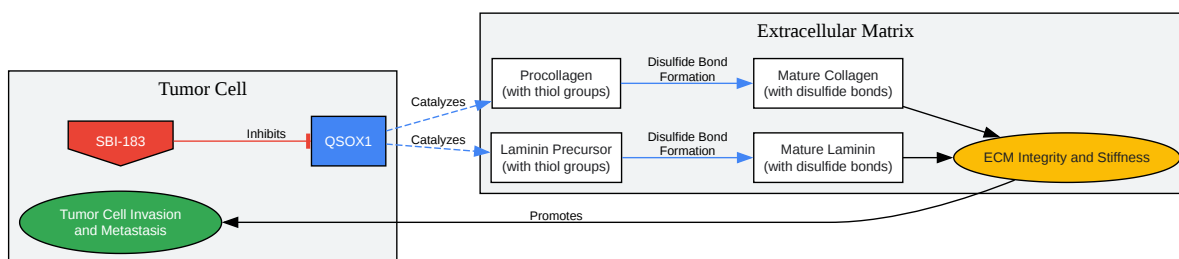 Extracellular Matrix
Tumor Cell
Procollagen
(with thiol groups)
Disulfide Bond
Formation
Mature Collagen
(with disulfide bonds)
Catalyzes
SBI-183
Inhibits
QSOX1
Catalyzes
Laminin Precursor
(with thiol groups)
Disulfide Bond
Formation
Mature Laminin
(with disulfide bonds)
ECM Integrity and Stiffness
Tumor Cell Invasion
and Metastasis
Promotes